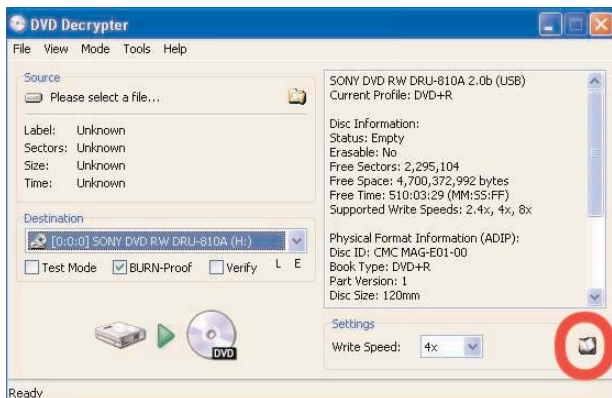 DVD Decrypter
File View Mode Tools Help
Source
Please select a file...
Label: Unknown
Sectors: Unknown
Size: Unknown
Time: Unknown
Destination
[0:0:0] SONY DVD RW DRU-810A (H:)
Test Mode BURN-Proof Verify L E
DVD
SONY DVD RW DRU-810A 2.0b (USB)
Current Profile: DVD+R
Disc Information:
Status: Empty
Erasable: No
Free Sectors: 2,295,104
Free Space: 4,700,372,992 bytes
Free Time: 510:03:29 (MM:SS:FF)
Supported Write Speeds: 2.4x, 4x, 8x
Physical Format Information (ADIP):
Disc ID: CMC MAG-E01-00
Book Type: DVD+R
Part Version: 1
Disc Size: 120mm
Settings
Write Speed: 4x
Ready